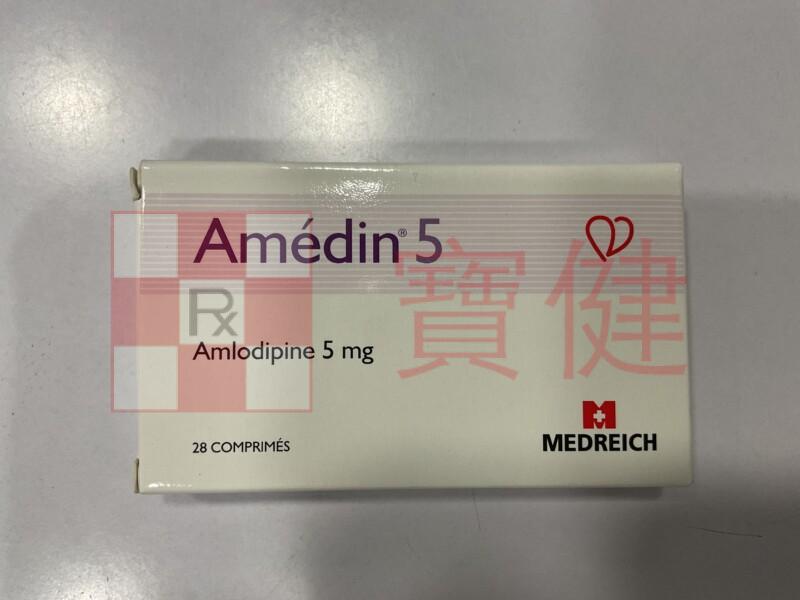 Amédin® 5
寶健
Rx
Amlodipine 5 mg
28 COMPRIMÉS
MEDREICH